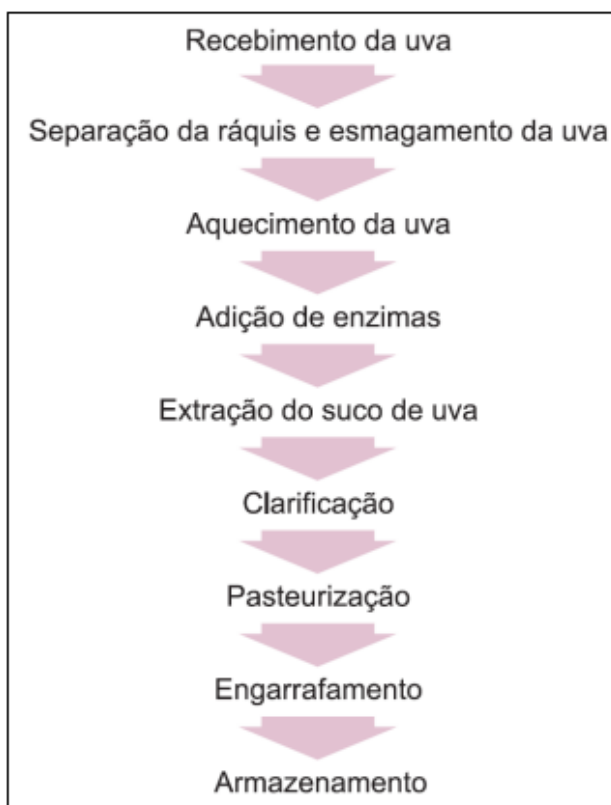 Recebimento da uva
Separação da ráquis e esmagamento da uva
Aquecimento da uva
Adição de enzimas
Extração do suco de uva
Clarificação
Pasteurização
Engarrafamento
Armazenamento